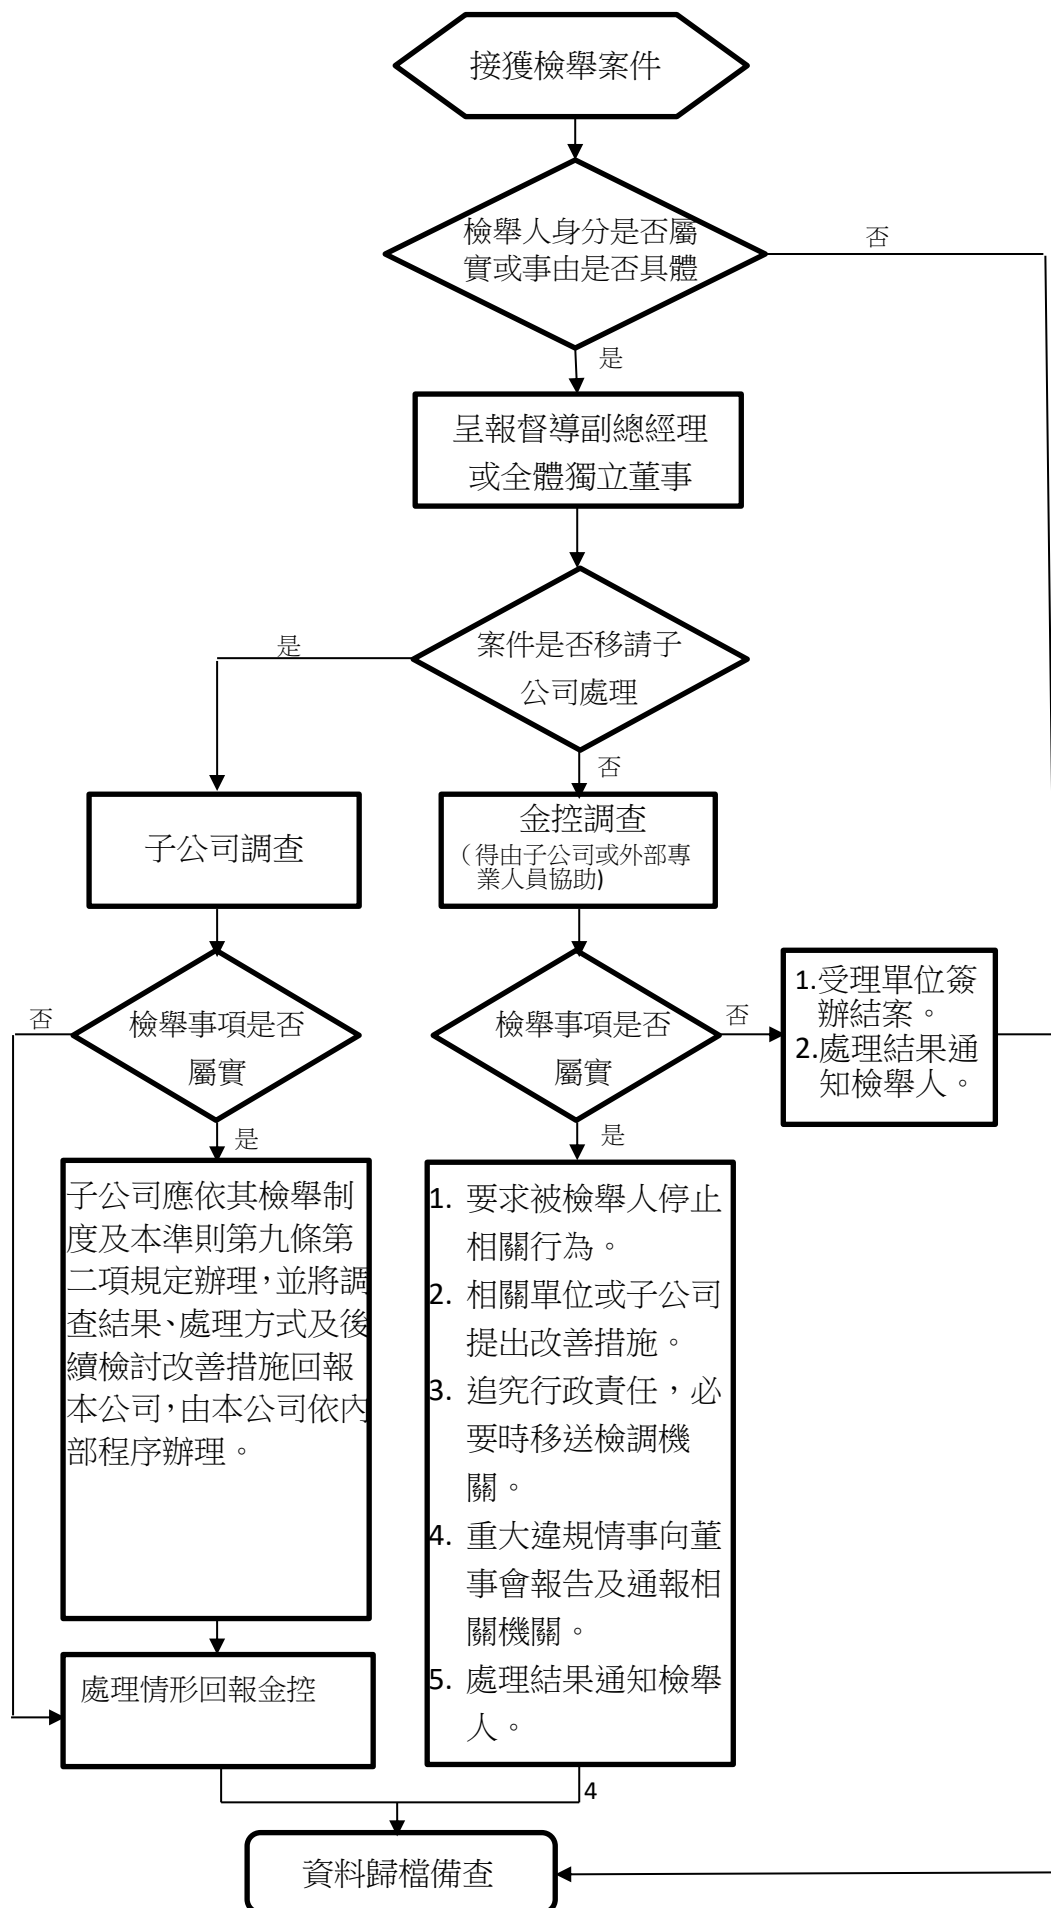 接獲檢舉案件
檢舉人身分是否屬
實或事由是否具體
否
是
呈報督導副總經理
或全體獨立董事
案件是否移請子
公司處理
是
否
子公司調查
金控調查
（得由子公司或外部專
業人員協助)
檢舉事項是否
屬實
否
是
檢舉事項是否
屬實
否
是
1.受理單位簽
辦結案。
2.處理結果通
知檢舉人。
子公司應依其檢舉制
度及本準則第九條第
二項規定辦理，並將調
查結果、處理方式及後
續檢討改善措施回報
本公司，由本公司依內
部程序辦理。
1. 要求被檢舉人停止
相關行為。
2. 相關單位或子公司
提出改善措施。
3. 追究行政責任，必
要時移送檢調機
關。
4. 重大違規情事向董
事會報告及通報相
關機關。
5. 處理結果通知檢舉
人。
處理情形回報金控
4
資料歸檔備查